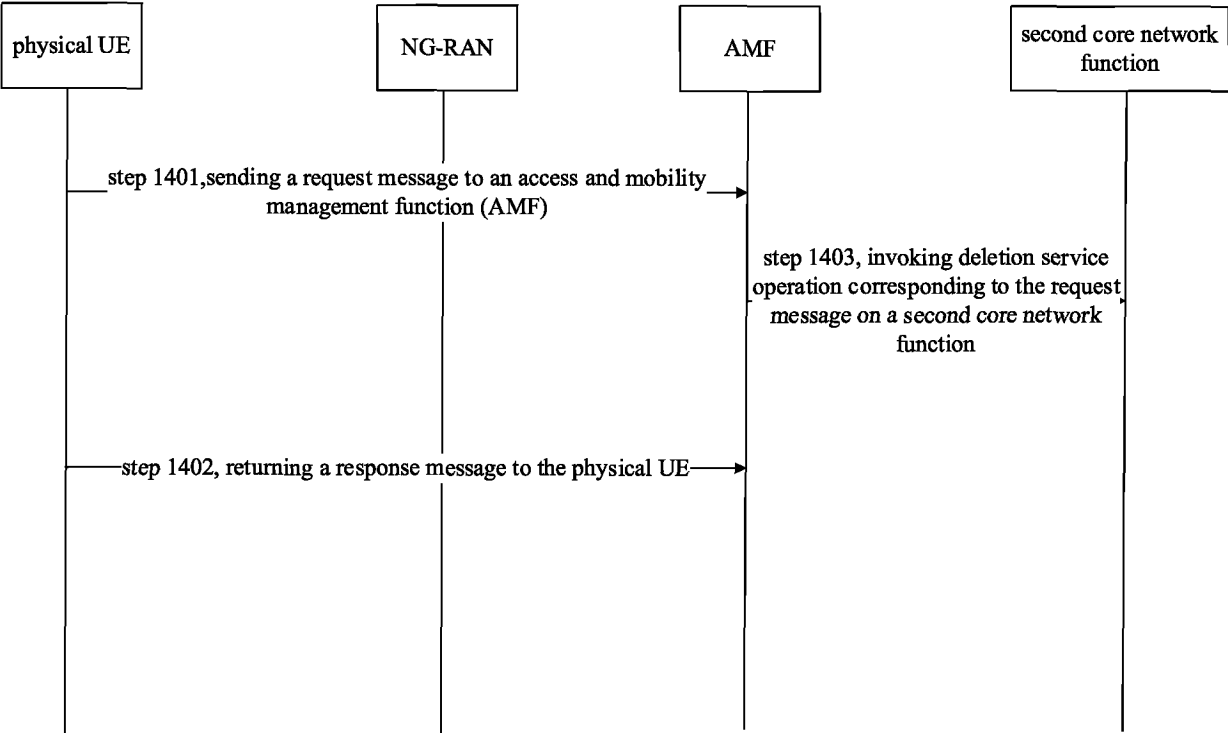 physical UE
NG-RAN
AMF
second core network
function
step 1401,sending a request message to an access and mobility
management function (AMF)
step 1403, invoking deletion service
operation corresponding to the request
message on a second core network
function
step 1402, returning a response message to the physical UE